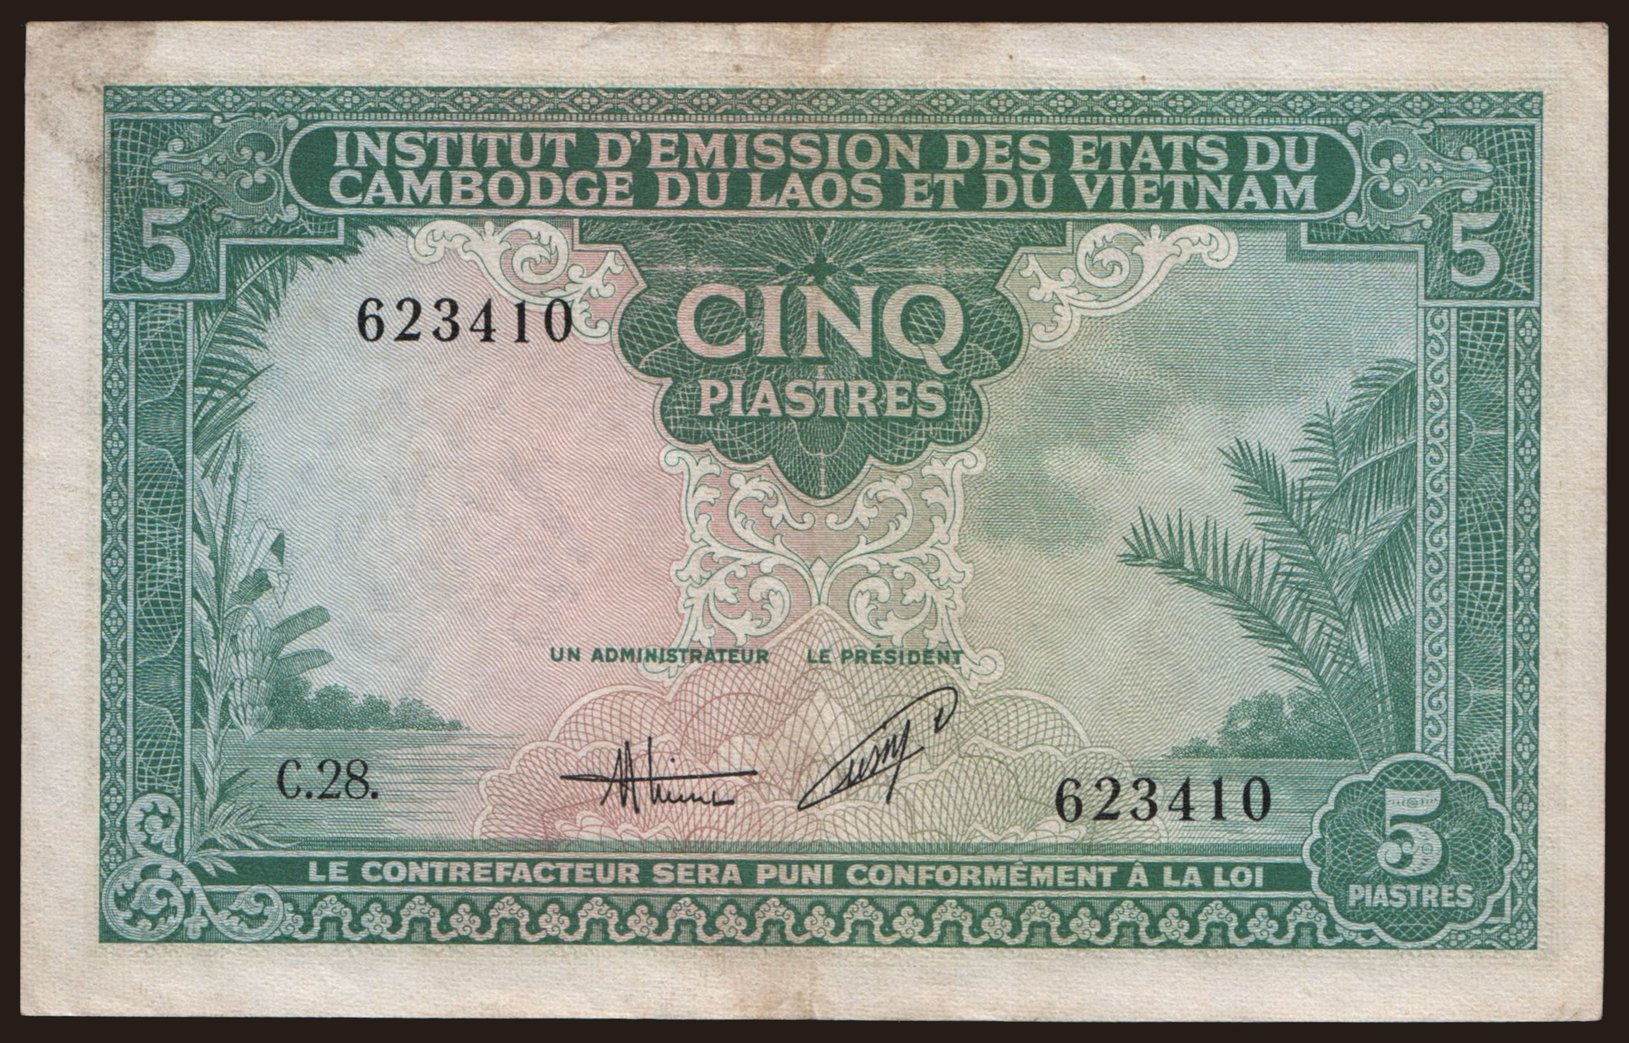 INSTITUT D'EMISSION DES ETATS DU
CAMBODGE DU LAOS ET DU VIETNAM
5
5
623410
CINQ
PIASTRES
UN ADMINISTRATEUR LE PRÉSIDENT
C.28.
623410
5
PIASTRES
LE CONTREFACTEUR SERA PUNI CONFORMÊMENT Â LA LOI